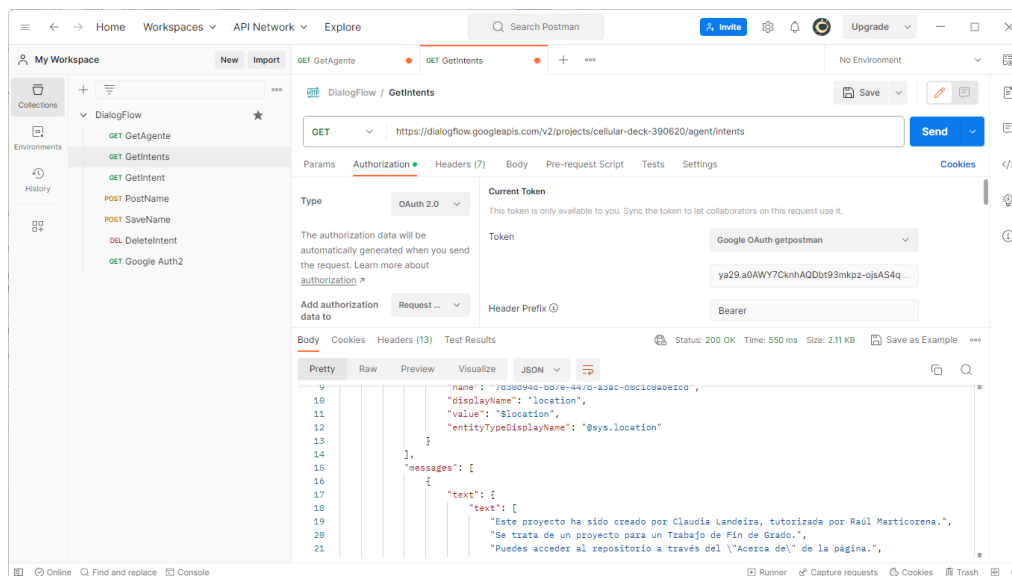 Home Workspaces API Network Explore Search Postman Invite Upgrade
My Workspace New Import GET GetAgente GET GetIntents No Environment
Collections
Environments
History
DialogFlow
GET GetAgente
GET GetIntents
GET GetIntent
POST PostName
POST SaveName
DEL DeleteIntent
GET Google Auth2
HTTP DialogFlow / GetIntents Save
GET https://dialogflow.googleapis.com/v2/projects/cellular-deck-390620/agent/intents Send
Params Authorization Headers (7) Body Pre-request Script Tests Settings Cookies
Type OAuth 2.0
The authorization data will be
automatically generated when you send
the request. Learn more about
authorization ↗
Add authorization
data to
Request ...
Current Token
This token is only available to you. Sync the token to let collaborators on this request use it.
Token Google OAuth getpostman
ya29.a0AWY7CknhAQDbt93mkpz-ojsAS4q ...
Header Prefix Bearer
Body Cookies Headers (13) Test Results Status: 200 OK Time: 550 ms Size: 2.11 KB Save as Example
Pretty Raw Preview Visualize JSON
9 "name":
10 "displayName": "location",
11 "value": "$location",
12 "entityTypeDisplayName": "@sys.location"
13 }
14 ],
15 "messages": [
16 {
17 "text": {
18 "text": [
19 "Este proyecto ha sido creado por Claudia Landeira, tutorizada por Raúl Marticorena.",
20 "Se trata de un proyecto para un Trabajo de Fin de Grado.",
21 "Puedes acceder al repositorio a través del \"Acerca de\" de la página.",
Online Find and replace Console Runner Capture requests Cookies Trash